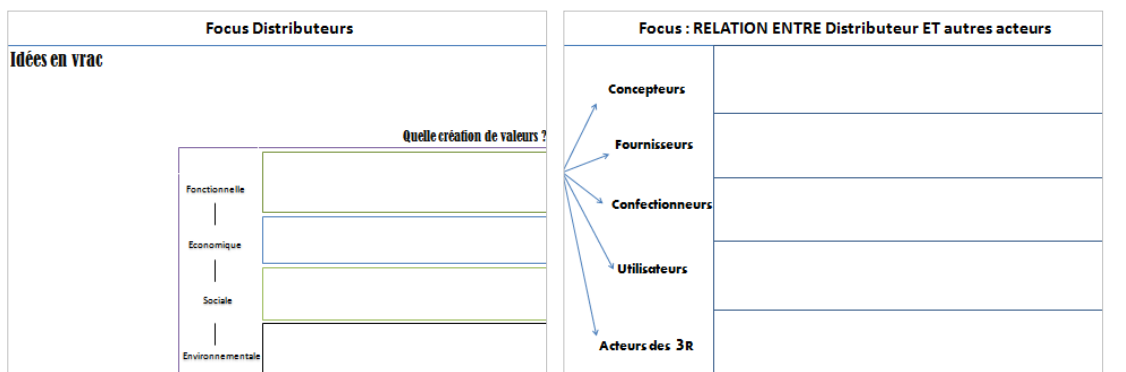 Focus Distributeurs
Idées en vrac
Quelle création de valeurs ?
Fonctionnelle
Economique
Sociale
Environnementale
Focus : RELATION ENTRE Distributeur ET autres acteurs
Concepteurs
Fournisseurs
Confectionneurs
Utilisateurs
Acteurs des 3R